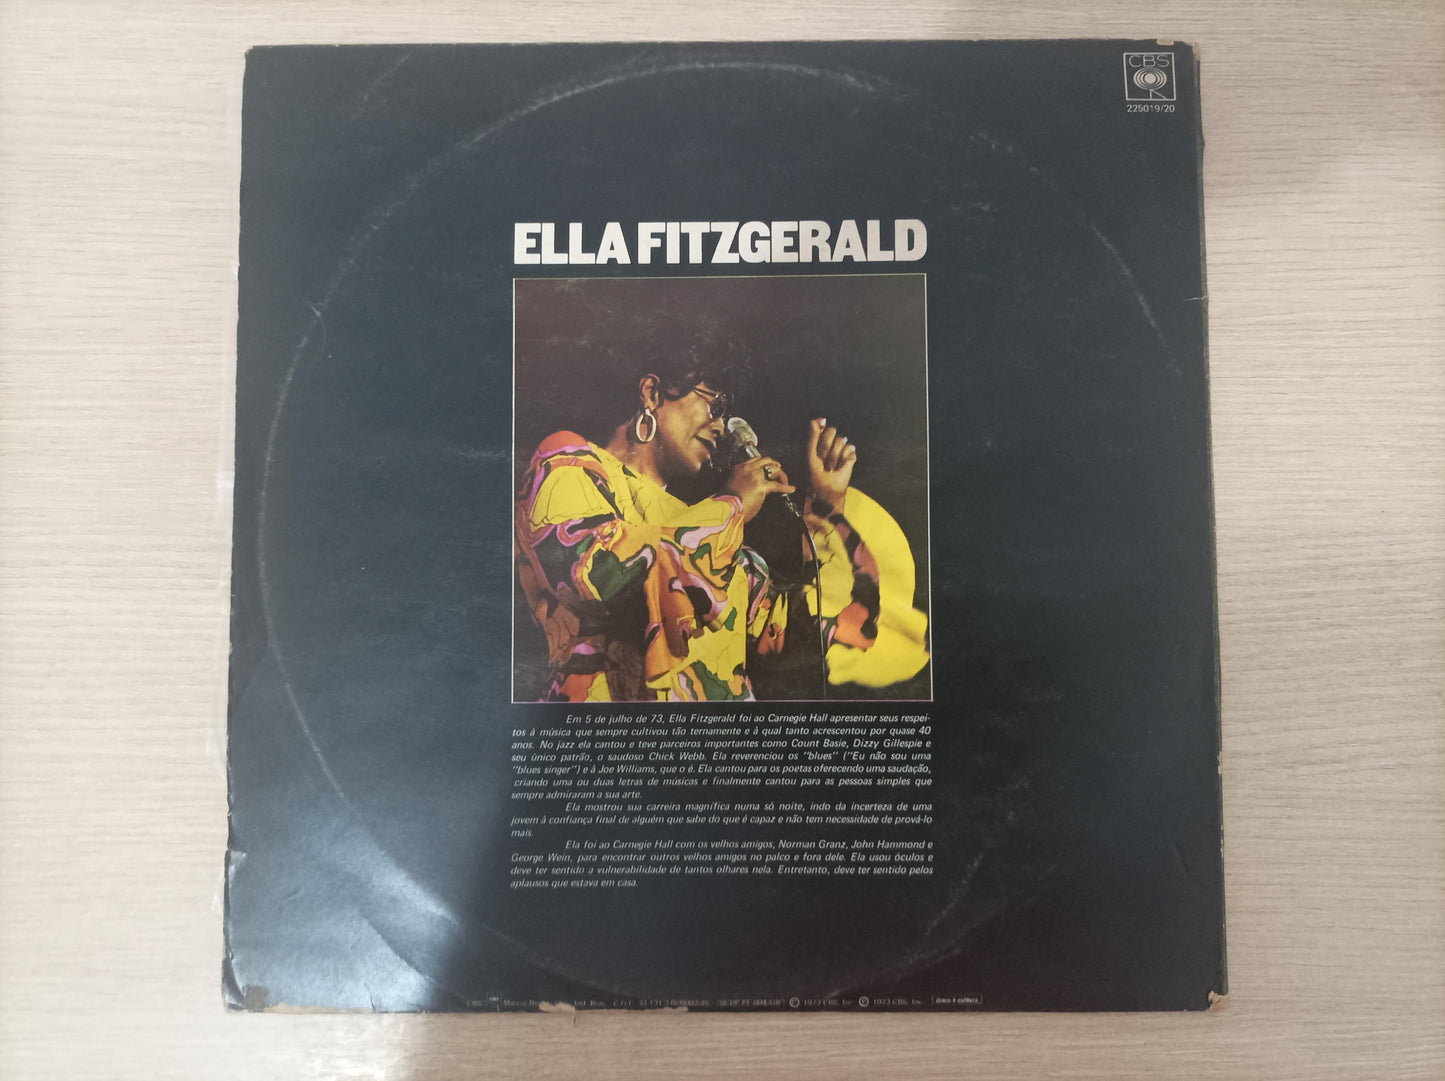 CBS
225019/20
ELLA FITZGERALD
Em 5 de julho de 73, Ella Fitzgerald foi ao Carnegie Hall apresentar seus respei-
tos à música que sempre cultivou tão ternamente e à qual tanto acrescentou por quase 40
anos. No jazz ela cantou e teve parceiros importantes como Count Basie, Dizzy Gillespie e
seu único patrão, o saudoso Chick Webb. Ela reverenciou os "blues" ("Eu não sou uma
"blues singer") e à Joe Williams, que o é. Ela cantou para os poetas oferecendo uma saudação,
criando uma ou duas letras de músicas e finalmente cantou para as pessoas simples que
sempre admiraram a sua arte.
Ela mostrou sua carreira magnífica numa só noite, indo da incerteza de uma
jovem à confiança final de alguém que sabe do que é capaz e não tem necessidade de prová-lo
mais.
Ela foi ao Carnegie Hall com os velhos amigos, Norman Granz, John Hammond e
George Wein, para encontrar outros velhos amigos no palco e fora dele. Ela usou óculos e
deve ter sentido a vulnerabilidade de tantos olhares nela. Entretanto, deve ter sentido pelos
aplausos que estava em casa.
CBS Ind. Bras. C.G.C. ℗ 1973 CBS, Inc. © 1973 CBS, Inc. disco é cultura